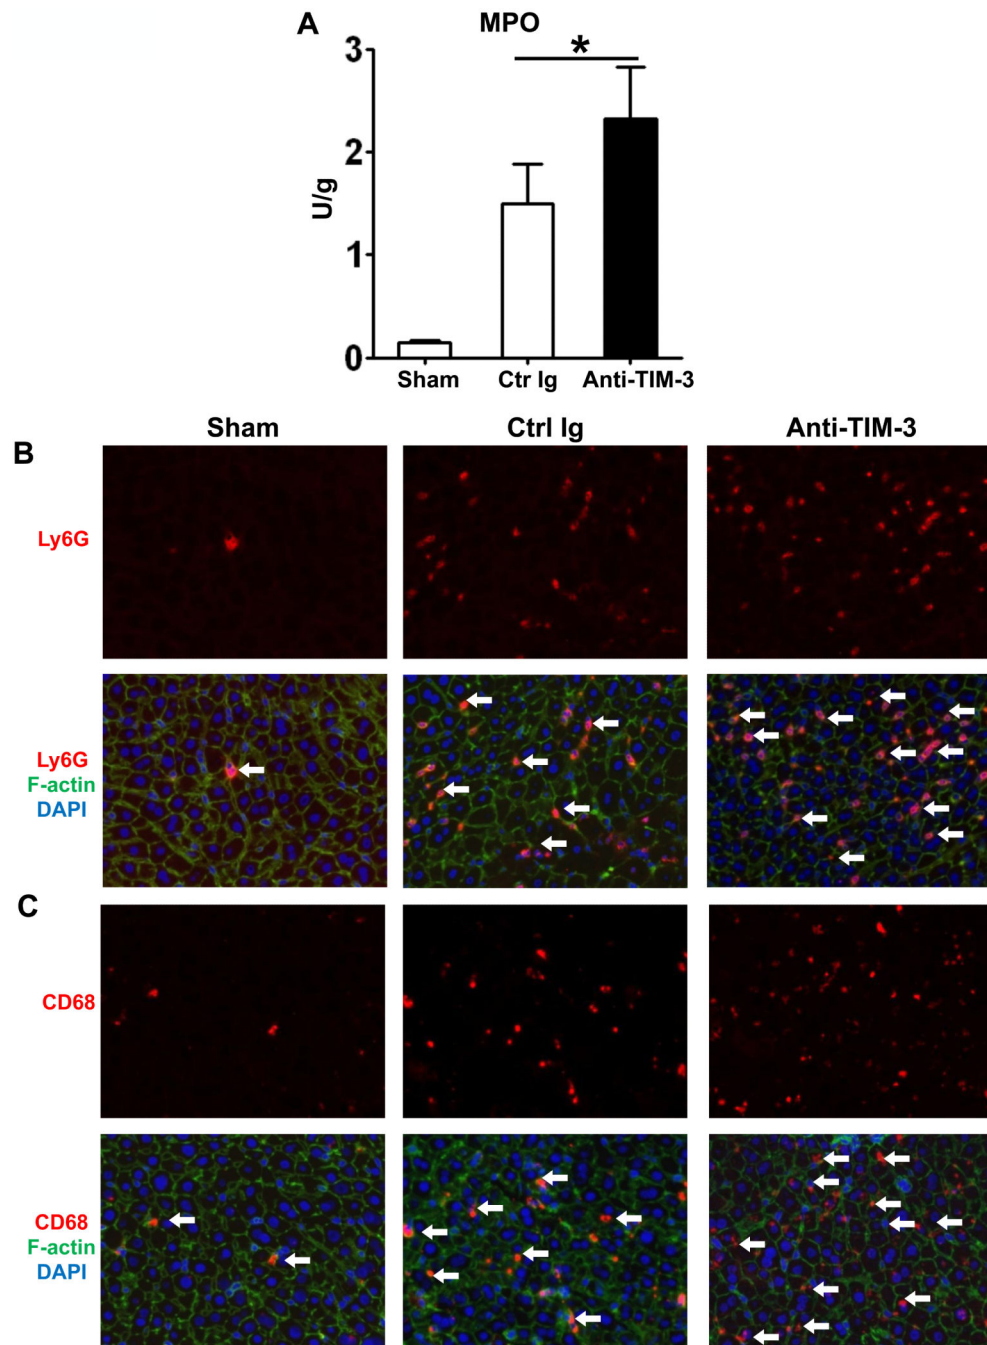 A
MPO
*
3
2
1
0
U/g
Sham
Ctr Ig
Anti-TIM-3
Sham
Ctrl Ig
Anti-TIM-3
B
Ly6G
Ly6G
F-actin
DAPI
C
CD68
CD68
F-actin
DAPI